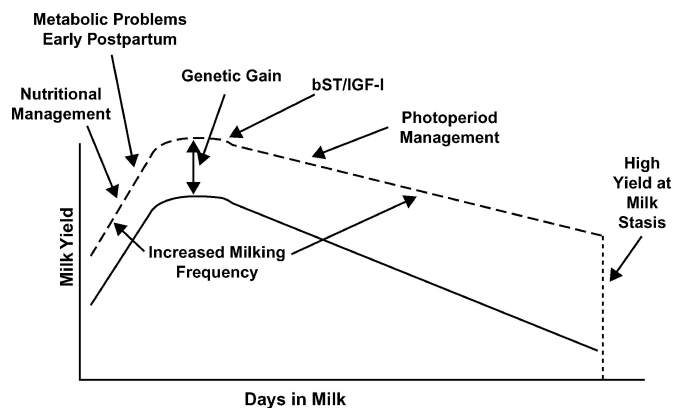 Metabolic Problems
Early Postpartum
Genetic Gain
bST/IGF-I
Nutritional
Management
Photoperiod
Management
High
Yield at
Milk
Stasis
Increased Milking
Frequency
Milk Yield
Days in Milk